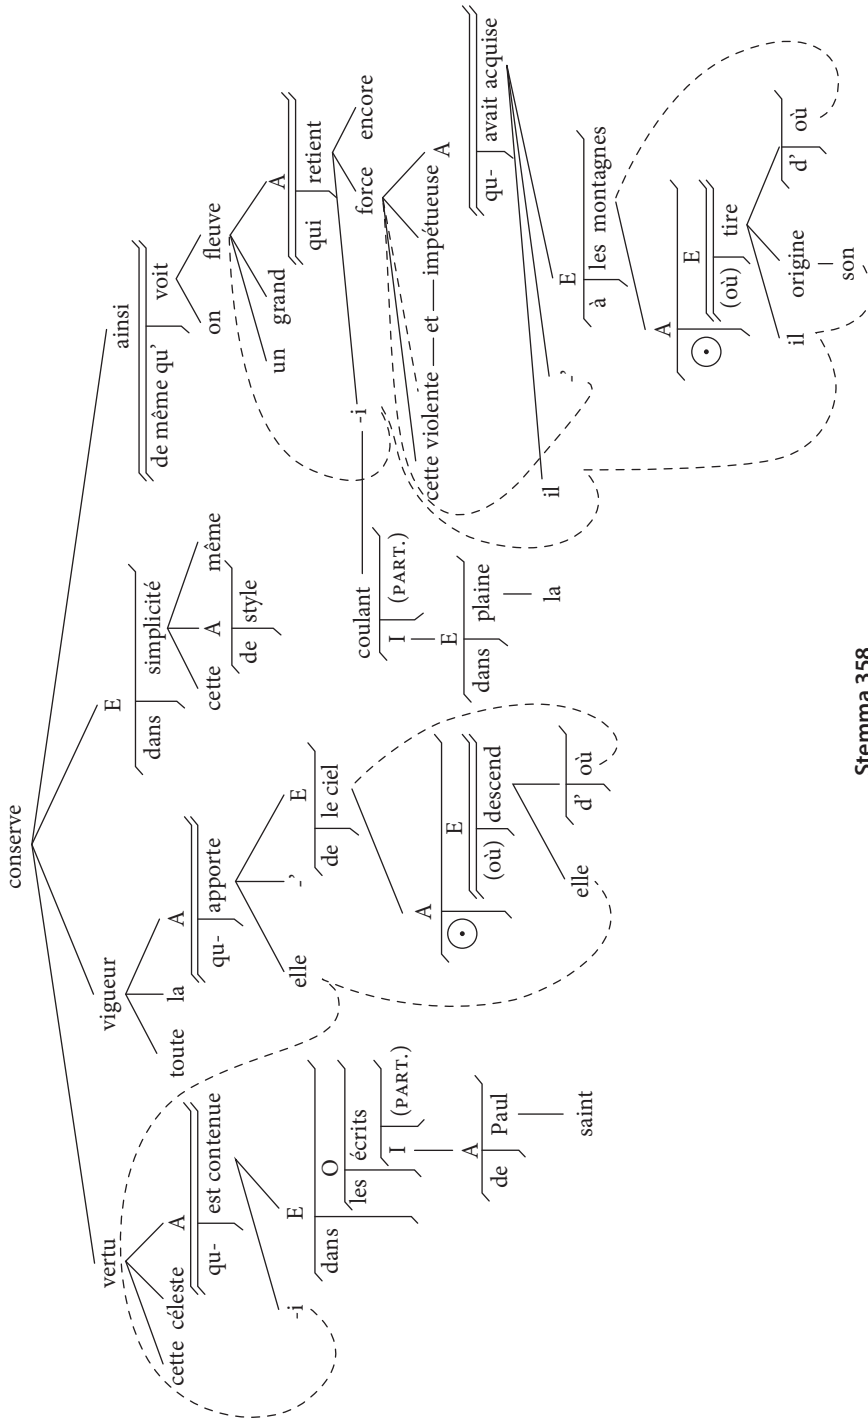 conserve
vertu vigueur E ainsi
dans simplicité de même qu' voit
cette céleste A toute la A cette A même on fleuve
qu- est contenue qu- apporte de style un grand A
-i E elle -' E qui retient
dans O de le ciel
les écrits coulant -i force encore
I (PART.) I (PART.)
A A E cette violente — et — impétueuse A
de Paul ⊙ E dans plaine qu- avait acquise
(où) descend
saint la il -' E
elle d' où à les montagnes
A
⊙ E
(où) tire
il origine d' où
son
Stemma 358